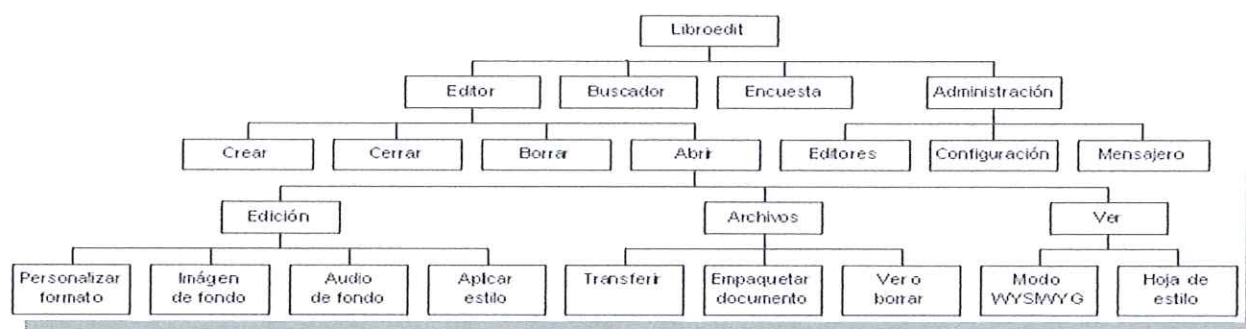 Libroedit
Editor
Buscador
Encuesta
Administración
Crear
Cerrar
Borrar
Abrir
Editores
Configuración
Mensajero
Edición
Archivos
Ver
Personalizar
formato
Imágen
de fondo
Audio
de fondo
Aplcar
estilo
Transferir
Empaquetar
documento
Ver o
borrar
Modo
WYSIWYG
Hoja de
estilo